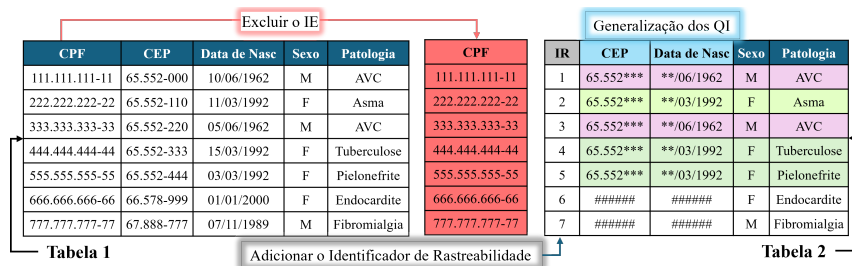 Excluir o IE
Generalização dos QI
CPF CEP Data de Nasc Sexo Patologia
111.111.111-11 65.552-000 10/06/1962 M AVC
222.222.222-22 65.552-110 11/03/1992 F Asma
333.333.333-33 65.552-220 05/06/1962 M AVC
444.444.444-44 65.552-333 15/03/1992 F Tuberculose
555.555.555-55 65.552-444 03/03/1992 F Pielonefrite
666.666.666-66 66.578-999 01/01/2000 F Endocardite
777.777.777-77 67.888-777 07/11/1989 M Fibromialgia
CPF
111.111.111-11
222.222.222-22
333.333.333-33
444.444.444-44
555.555.555-55
666.666.666-66
777.777.777-77
IR CEP Data de Nasc Sexo Patologia
1 65.552*** **/06/1962 M AVC
2 65.552*** **/03/1992 F Asma
3 65.552*** **/06/1962 M AVC
4 65.552*** **/03/1992 F Tuberculose
5 65.552*** **/03/1992 F Pielonefrite
6 ###### ###### F Endocardite
7 ###### ###### M Fibromialgia
Tabela 1
Adicionar o Identificador de Rastreabilidade
Tabela 2